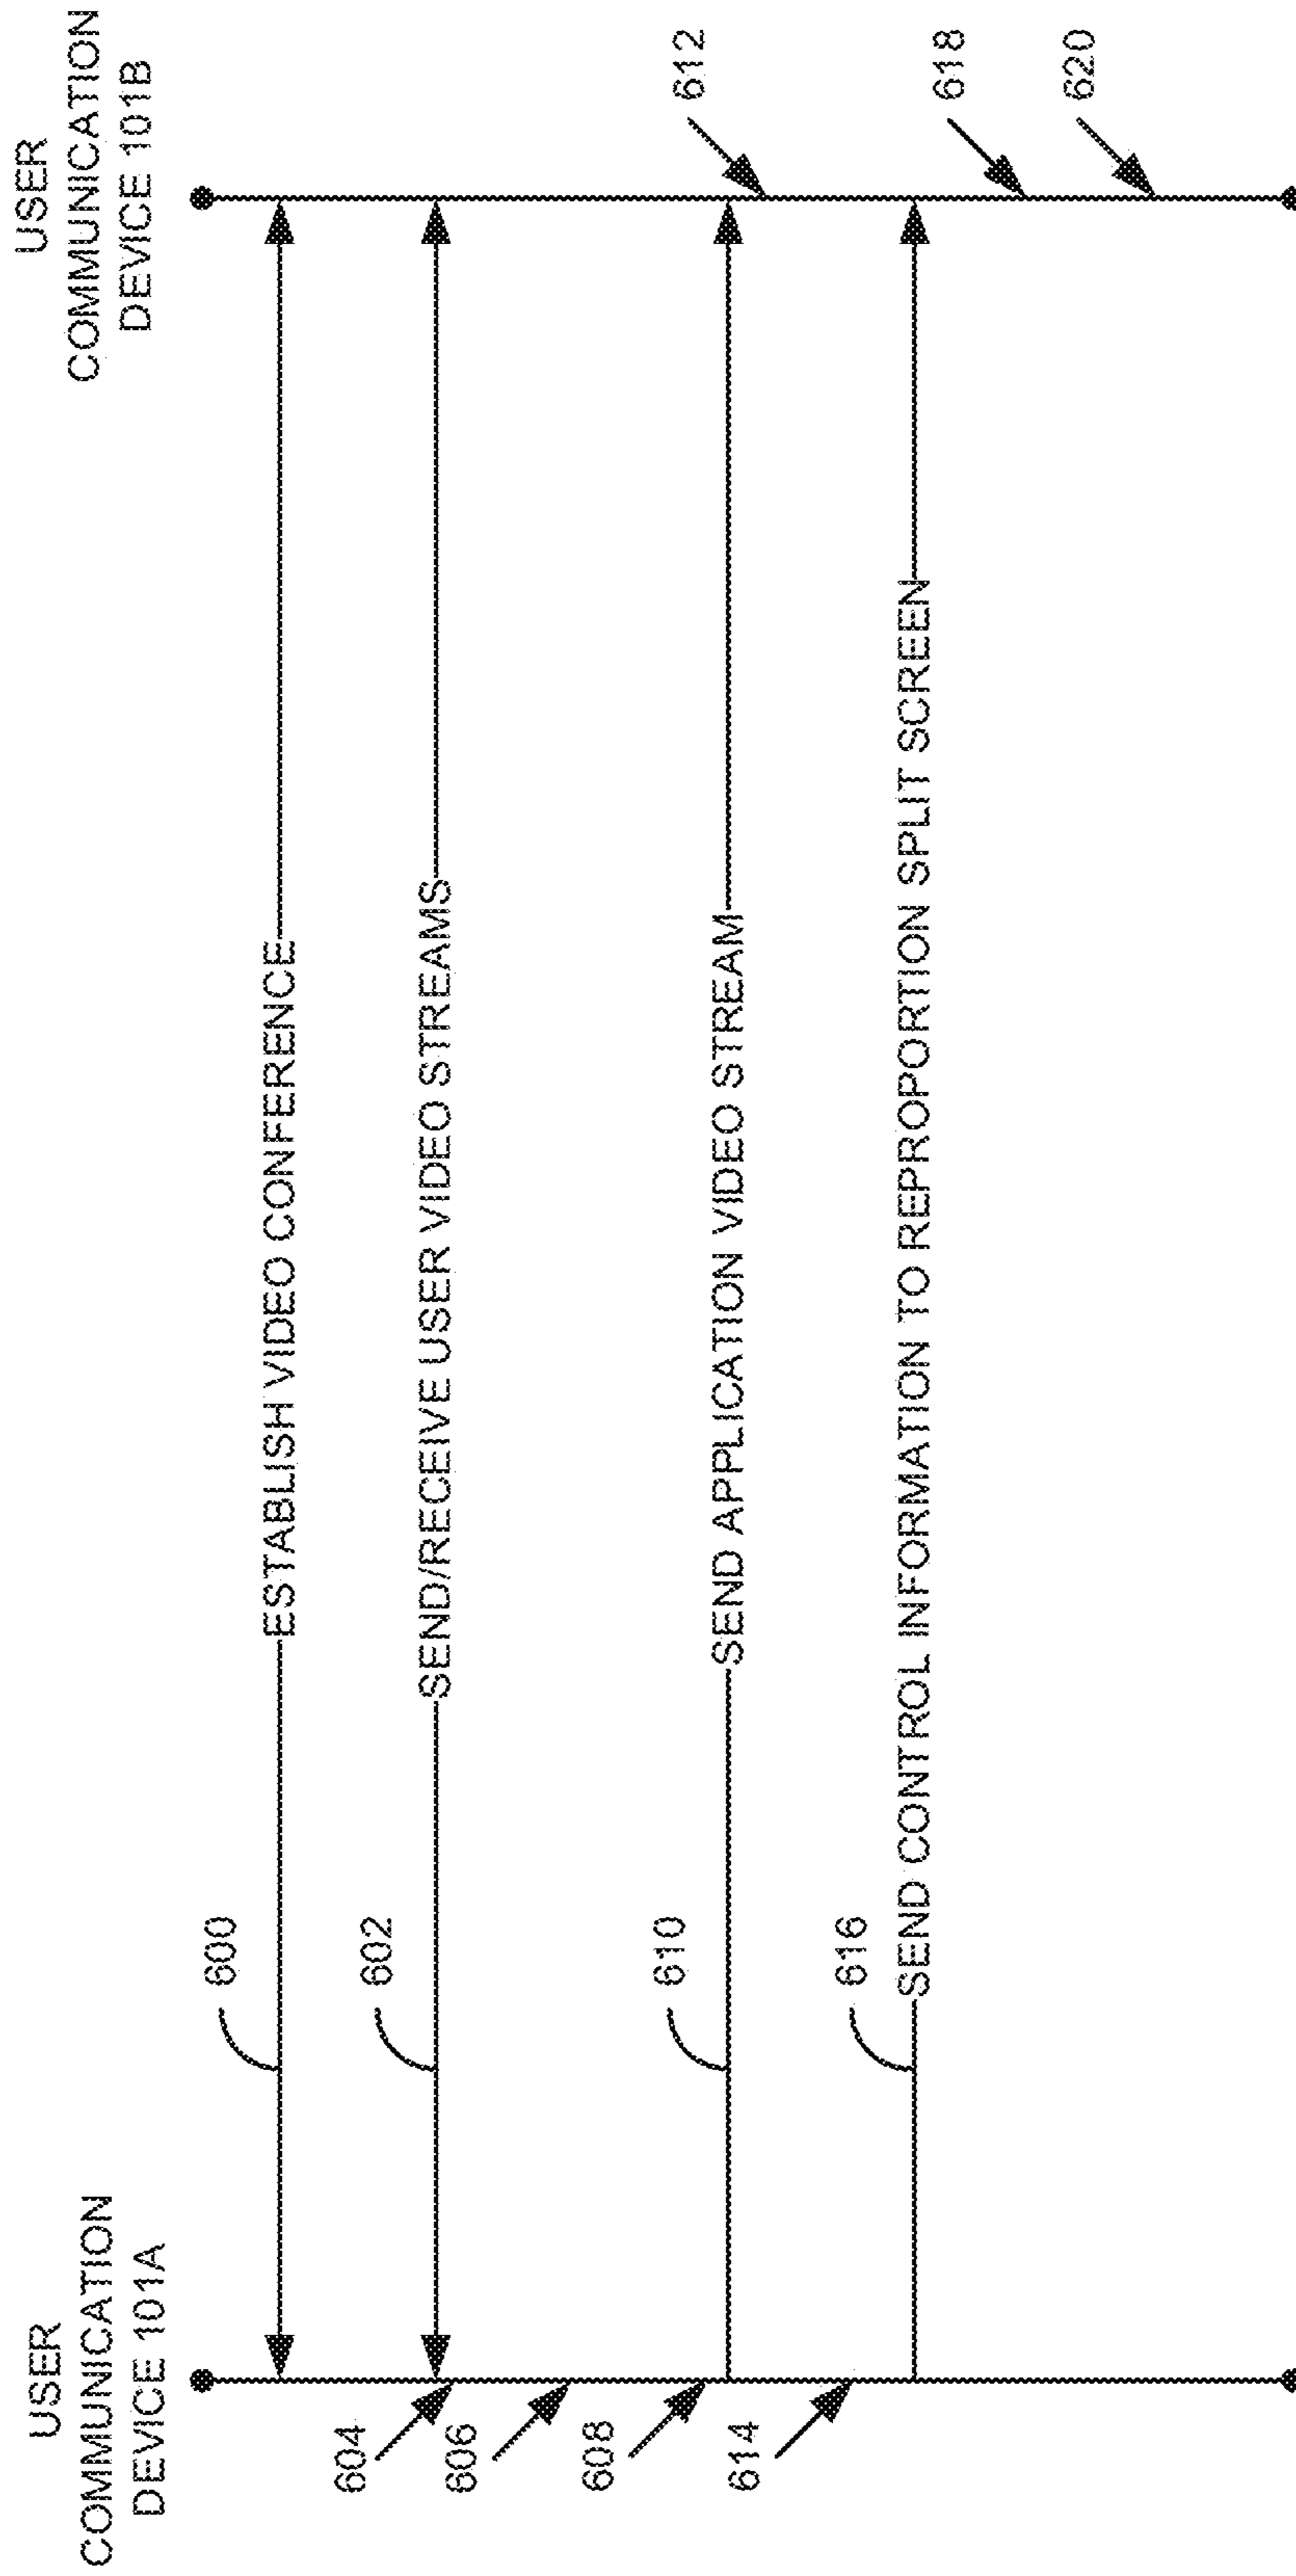 USER
COMMUNICATION
DEVICE 101A
USER
COMMUNICATION
DEVICE 101B
600
ESTABLISH VIDEO CONFERENCE
602
SEND/RECEIVE USER VIDEO STREAMS
604
606
608
610
SEND APPLICATION VIDEO STREAM
612
614
616
SEND CONTROL INFORMATION TO REPROPORTION SPLIT SCREEN
618
620